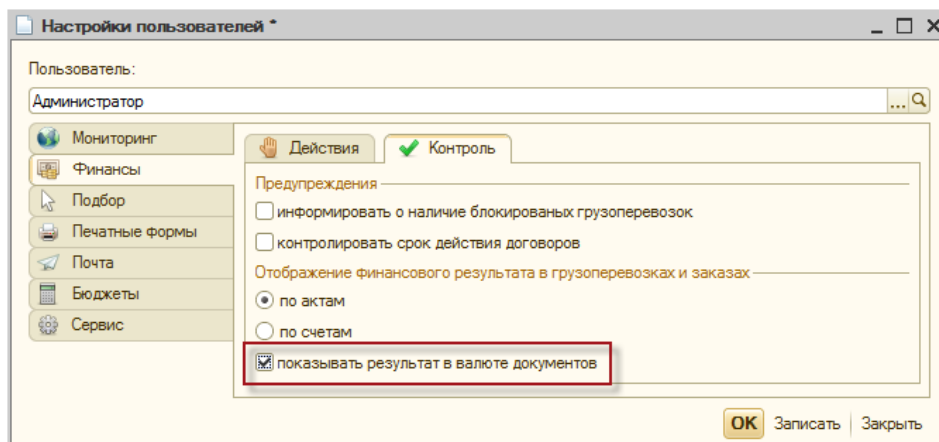 Настройки пользователей *
Пользователь:
Администратор
...
Мониторинг
Финансы
Подбор
Печатные формы
Почта
Бюджеты
Сервис
Действия
Контроль
Предупреждения
информировать о наличие блокированых грузоперевозок
контролировать срок действия договоров
Отображение финансового результата в грузоперевозках и заказах
по актам
по счетам
показывать результат в валюте документов
OK Записать Закрыть